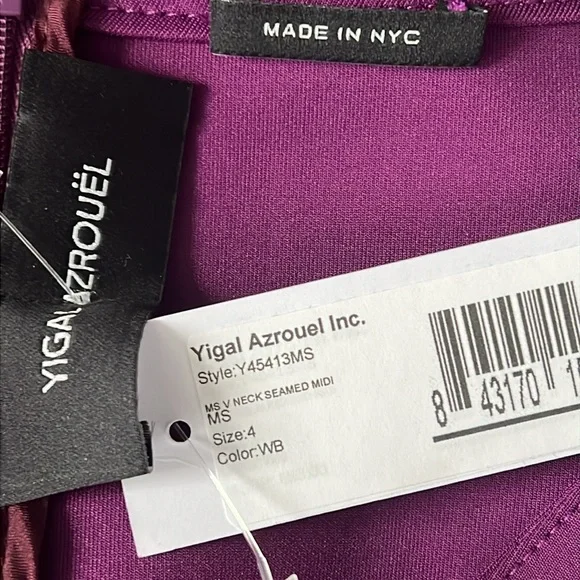 MADE IN NYC
YIGAL AZROUËL
Yigal Azrouel Inc.
Style:Y45413MS
MS V NECK SEAMED MIDI
MS
Size:4
Color:WB
8 43170